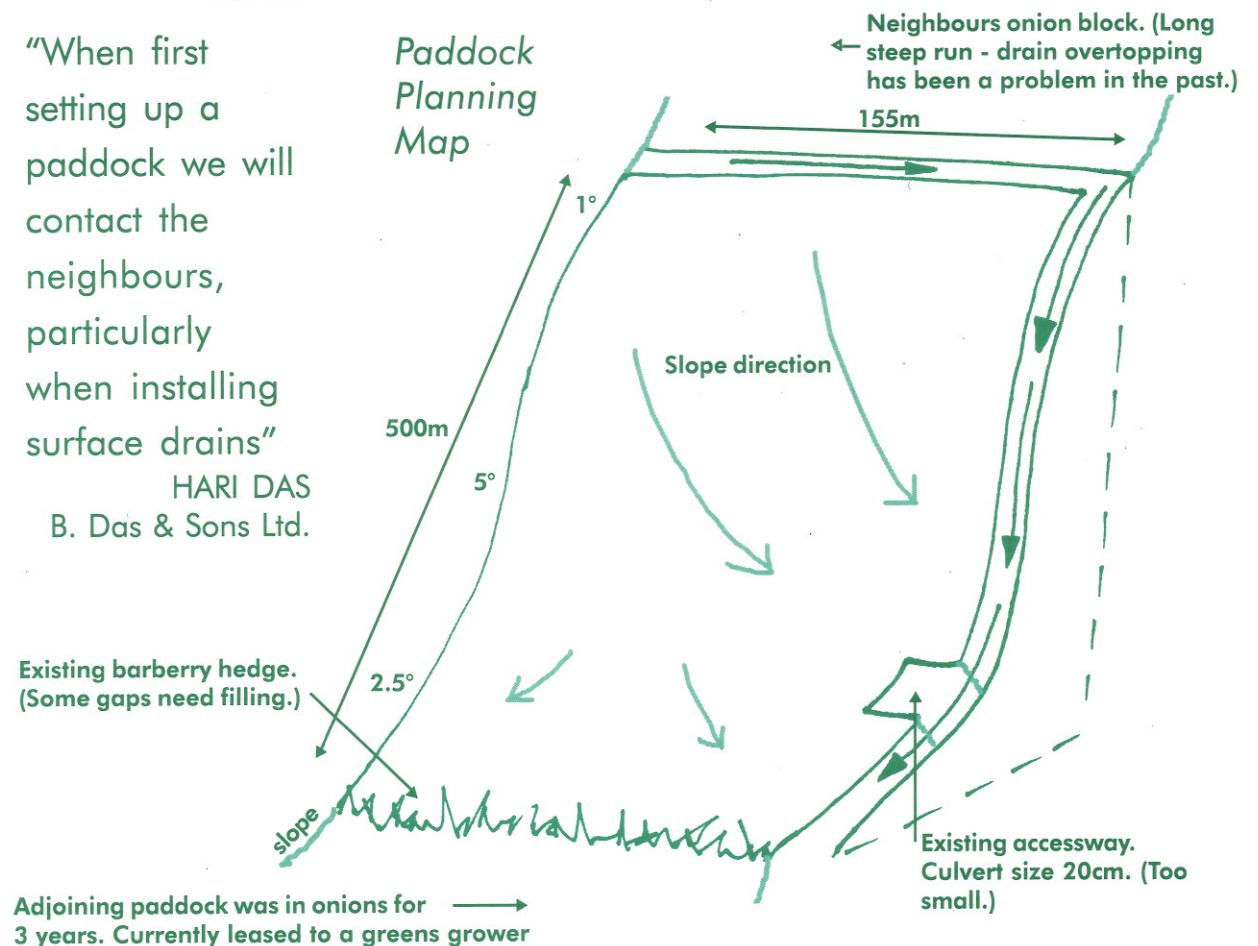 “When first
setting up a
paddock we will
contact the
neighbours,
particularly
when installing
surface drains”
HARI DAS
B. Das & Sons Ltd.
Paddock
Planning
Map
Neighbours onion block. (Long
steep run - drain overtopping
has been a problem in the past.)
155m
1°
Slope direction
500m
5°
2.5°
Existing barberry hedge.
(Some gaps need filling.)
slope
Existing accessway.
Culvert size 20cm. (Too
small.)
Adjoining paddock was in onions for
3 years. Currently leased to a greens grower